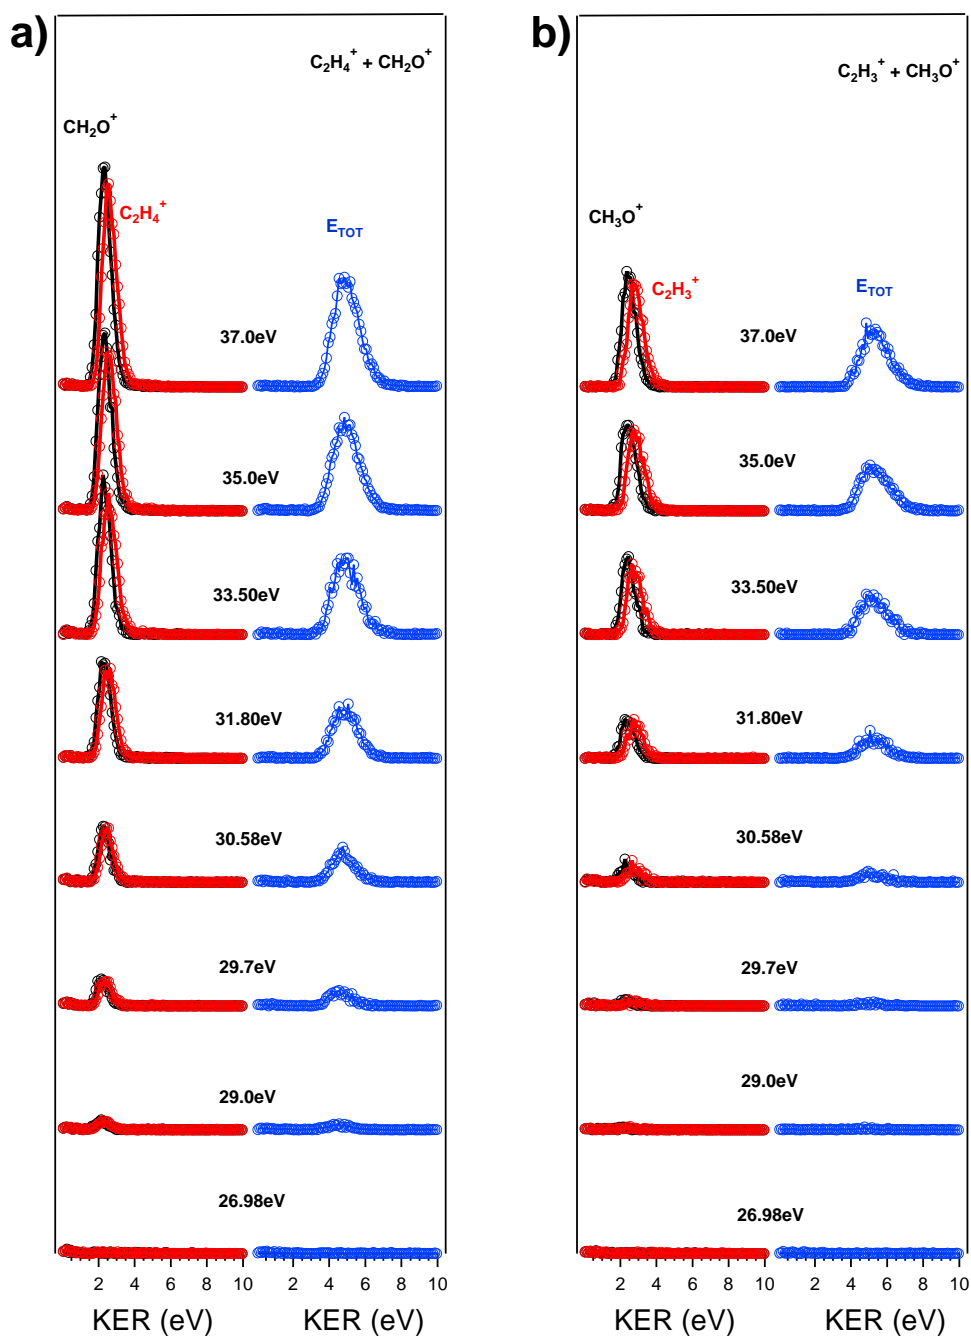 a)
C₂H₄⁺ + CH₂O⁺
CH₂O⁺
C₂H₄⁺
E_TOT
37.0eV
35.0eV
33.50eV
31.80eV
30.58eV
29.7eV
29.0eV
26.98eV
2 4 6 8 10 2 4 6 8 10
KER (eV) KER (eV)
b)
C₂H₃⁺ + CH₃O⁺
CH₃O⁺
C₂H₃⁺
E_TOT
37.0eV
35.0eV
33.50eV
31.80eV
30.58eV
29.7eV
29.0eV
26.98eV
2 4 6 8 10 2 4 6 8 10
KER (eV) KER (eV)